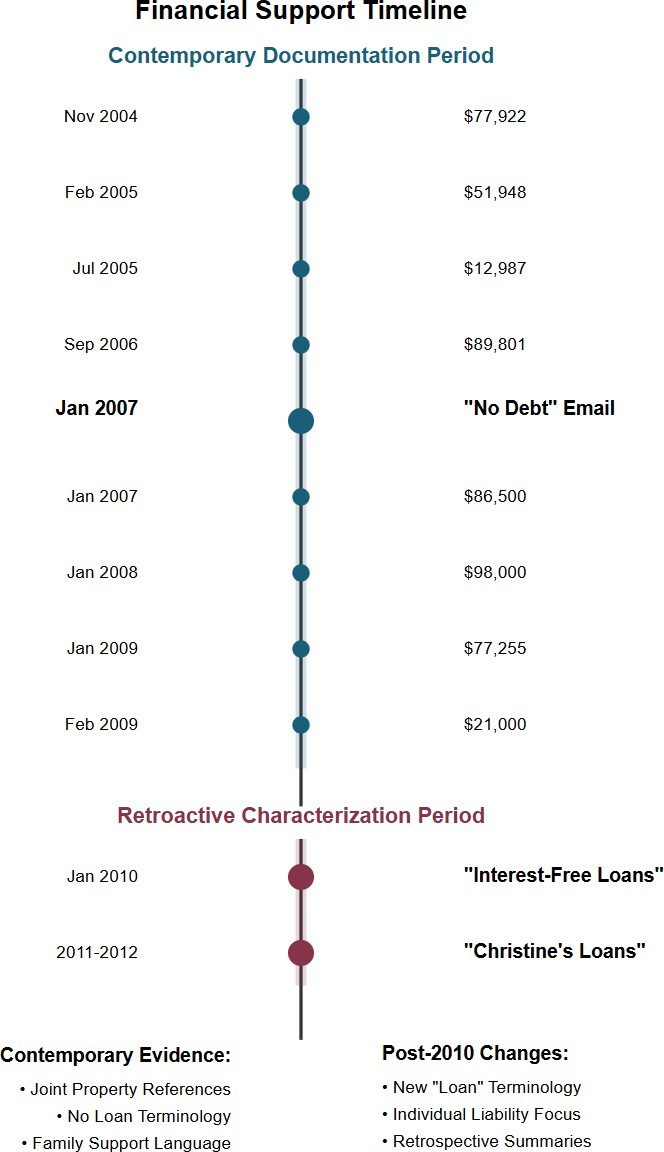 Financial Support Timeline
Contemporary Documentation Period
Nov 2004 $77,922
Feb 2005 $51,948
Jul 2005 $12,987
Sep 2006 $89,801
Jan 2007 "No Debt" Email
Jan 2007 $86,500
Jan 2008 $98,000
Jan 2009 $77,255
Feb 2009 $21,000
Retroactive Characterization Period
Jan 2010 "Interest-Free Loans"
2011-2012 "Christine's Loans"
Contemporary Evidence:
• Joint Property References
• No Loan Terminology
• Family Support Language
Post-2010 Changes:
• New "Loan" Terminology
• Individual Liability Focus
• Retrospective Summaries